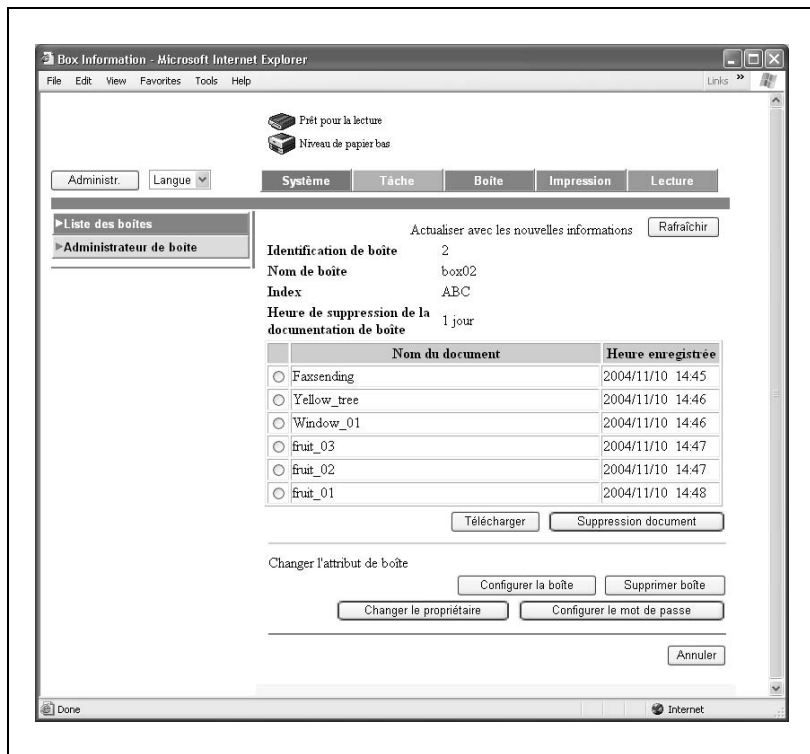 Box Information - Microsoft Internet Explorer
File Edit View Favorites Tools Help Links »
Prêt pour la lecture
Niveau de papier bas
Administr. Langue Système Tâche Boîte Impression Lecture
Liste des boîtes
Administrateur de boite
Actualiser avec les nouvelles informations Rafraîchir
Identification de boîte 2
Nom de boîte box02
Index ABC
Heure de suppression de la documentation de boîte 1 jour
Nom du document Heure enregistrée
Faxsending 2004/11/10 14:45
Yellow_tree 2004/11/10 14:46
Window_01 2004/11/10 14:46
fruit_03 2004/11/10 14:47
fruit_02 2004/11/10 14:47
fruit_01 2004/11/10 14:48
Télécharger Suppression document
Changer l'attribut de boîte
Configurer la boîte Supprimer boîte
Changer le propriétaire Configurer le mot de passe
Annuler
Done Internet